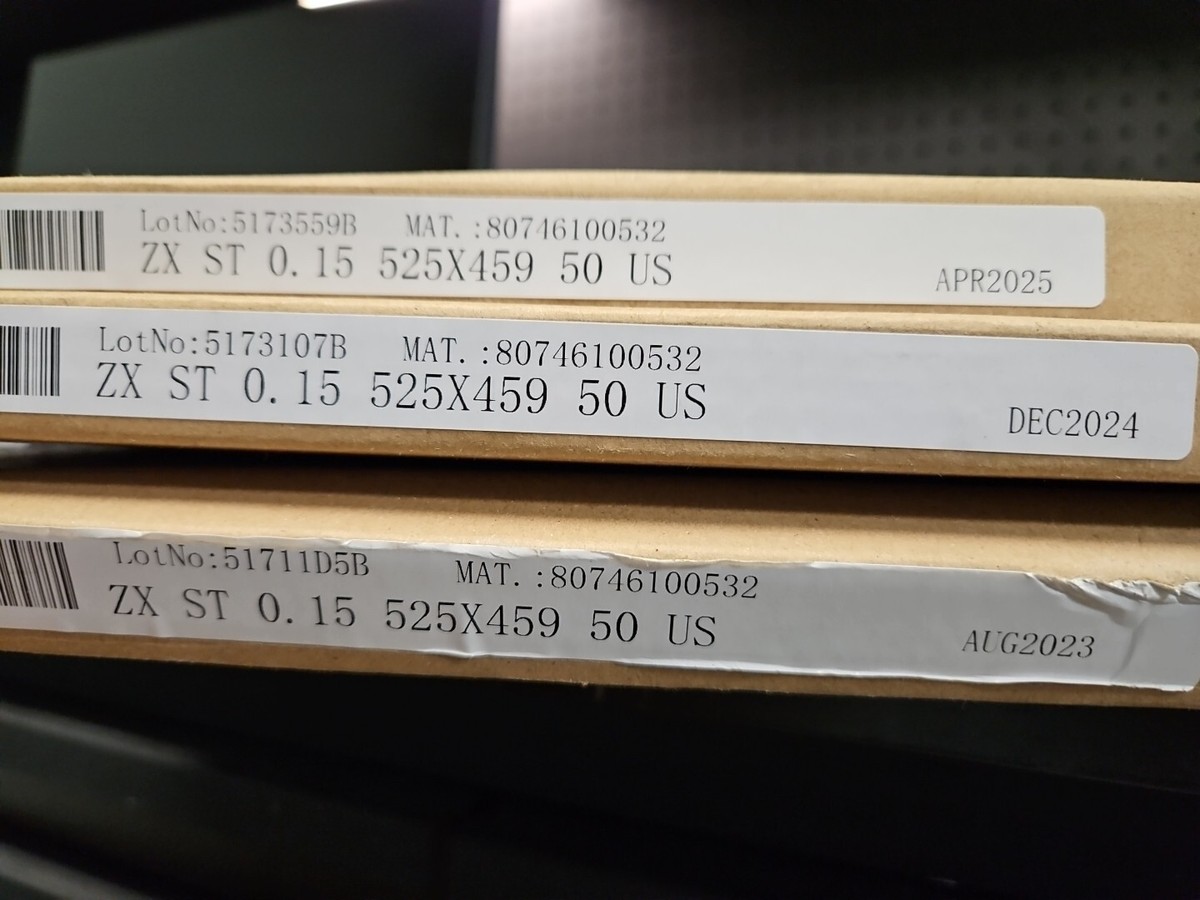 LotNo:5173559B MAT.:80746100532
ZX ST 0.15 525X459 50 US
APR2025
LotNo:5173107B MAT.:80746100532
ZX ST 0.15 525X459 50 US
DEC2024
LotNo:51711D5B MAT.:80746100532
ZX ST 0.15 525X459 50 US
AUG2023